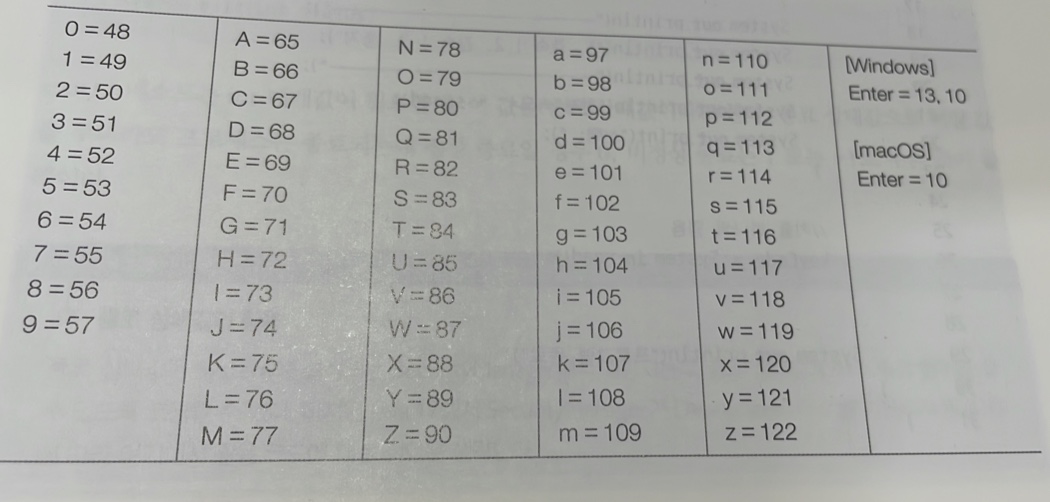 0 = 48
1 = 49
2 = 50
3 = 51
4 = 52
5 = 53
6 = 54
7 = 55
8 = 56
9 = 57
A = 65
B = 66
C = 67
D = 68
E = 69
F = 70
G = 71
H = 72
I = 73
J = 74
K = 75
L = 76
M = 77
N = 78
O = 79
P = 80
Q = 81
R = 82
S = 83
T = 84
U = 85
V = 86
W = 87
X = 88
Y = 89
Z = 90
a = 97
b = 98
c = 99
d = 100
e = 101
f = 102
g = 103
h = 104
i = 105
j = 106
k = 107
l = 108
m = 109
n = 110
o = 111
p = 112
q = 113
r = 114
s = 115
t = 116
u = 117
v = 118
w = 119
x = 120
y = 121
z = 122
[Windows]
Enter = 13, 10
[macOS]
Enter = 10